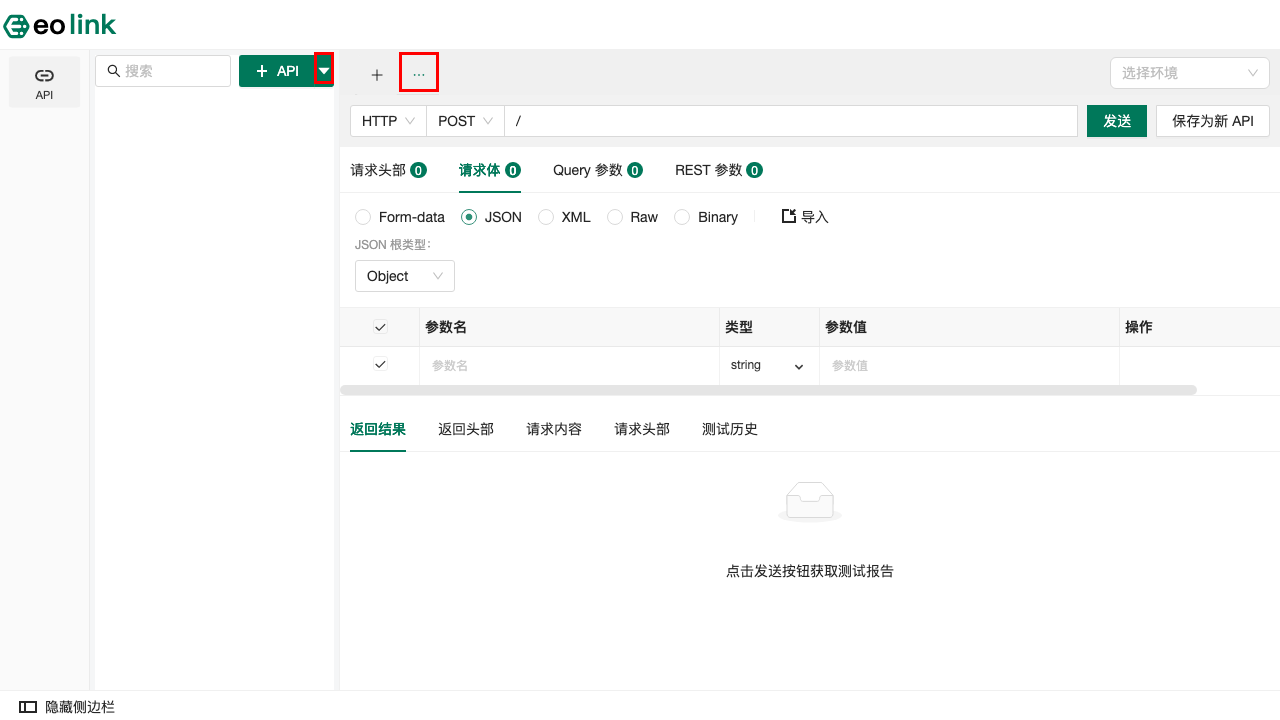 eolink
API
搜索
+ API
+
...
选择环境
HTTP
POST
/
发送
保存为新 API
请求头部 0
请求体 0
Query 参数 0
REST 参数 0
Form-data
JSON
XML
Raw
Binary
导入
JSON 根类型：
Object
参数名
类型
参数值
操作
参数名
string
参数值
返回结果
返回头部
请求内容
请求头部
测试历史
点击发送按钮获取测试报告
隐藏侧边栏